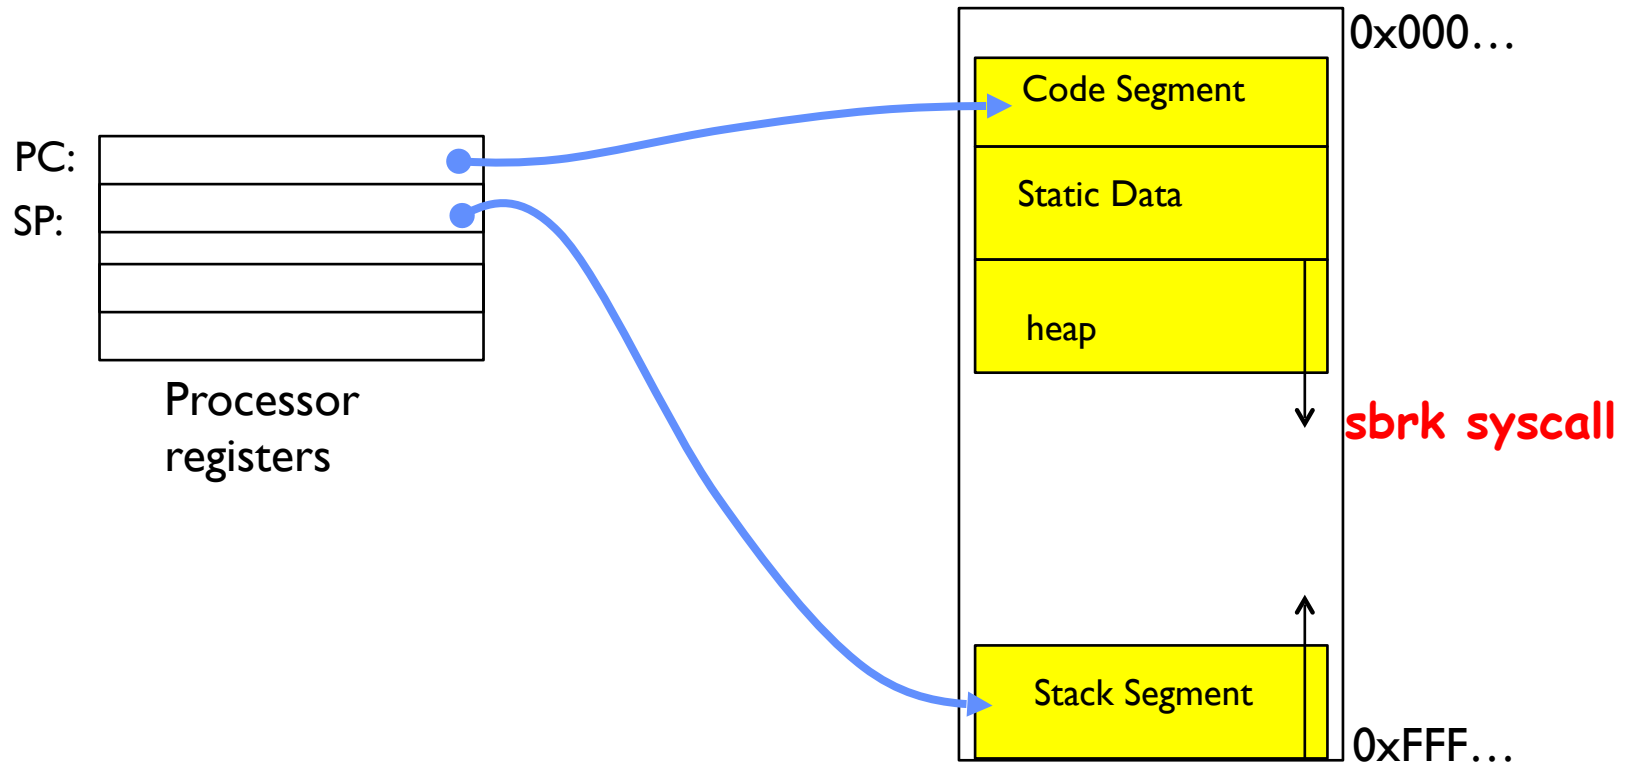 0x000…
Code Segment
PC:
Static Data
SP:
heap
Processor
registers
sbrk syscall
Stack Segment
0xFFF…